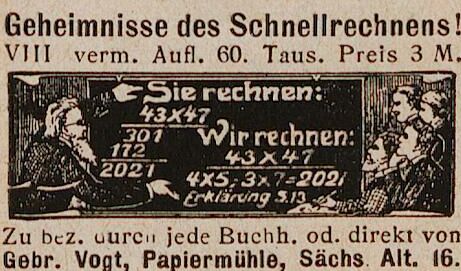 Geheimnisse des Schnellrechnens!
VIII verm. Aufl. 60. Taus. Preis 3 M.
Sie rechnen:
43×47
301
172
2021
Wir rechnen:
43×47
4×5, 3×7=2021
Erklärung S.13
Zu bez. durch jede Buchh. od. direkt von
Gebr. Vogt, Papiermühle, Sächs. Alt. 16.